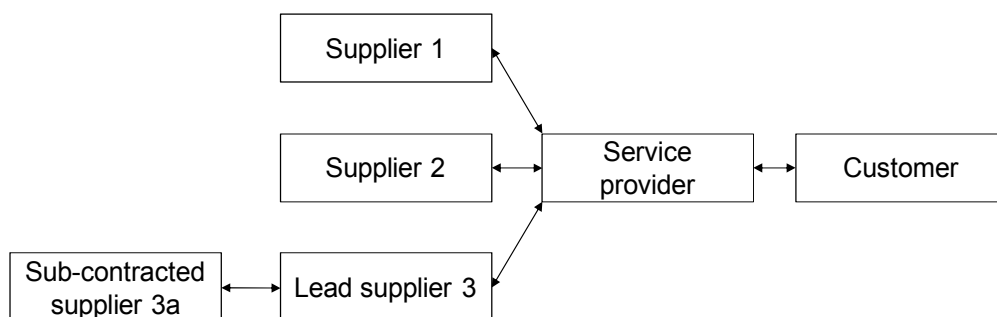 Supplier 1
Supplier 2
Service
provider
Customer
Sub-contracted
supplier 3a
Lead supplier 3